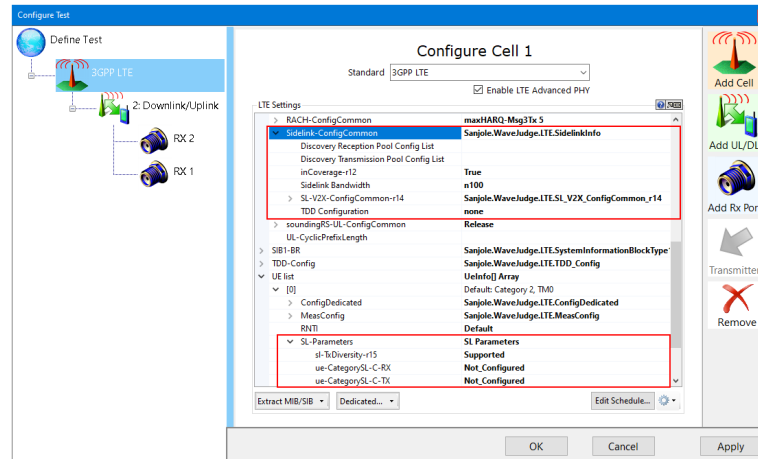 Configure Test
Define Test
3GPP LTE
2: Downlink/Uplink
RX 2
RX 1
Configure Cell 1
Standard 3GPP LTE
Enable LTE Advanced PHY
LTE Settings
RACH-ConfigCommon maxHARQ-Msg3Tx 5
Sidelink-ConfigCommon Sanjole.WaveJudge.LTE.SidelinkInfo
Discovery Reception Pool Config List
Discovery Transmission Pool Config List
inCoverage-r12 True
Sidelink Bandwidth n100
SL-V2X-ConfigCommon-r14 Sanjole.WaveJudge.LTE.SL_V2X_ConfigCommon_r14
TDD Configuration none
soundingRS-UL-ConfigCommon Release
UL-CyclicPrefixLength
SIB1-BR Sanjole.WaveJudge.LTE.SystemInformationBlockType
TDD-Config Sanjole.WaveJudge.LTE.TDD_Config
UE list UeInfo[] Array
[0] Default: Category 2, TM0
ConfigDedicated Sanjole.WaveJudge.LTE.ConfigDedicated
MeasConfig Sanjole.WaveJudge.LTE.MeasConfig
RNTI Default
SL-Parameters SL Parameters
sl-TxDiversity-r15 Supported
ue-CategorySL-C-RX Not_Configured
ue-CategorySL-C-TX Not_Configured
Extract MIB/SIB Dedicated... Edit Schedule...
OK Cancel Apply
Add Cell
Add UL/DL
Add Rx Por
Transmitter
Remove